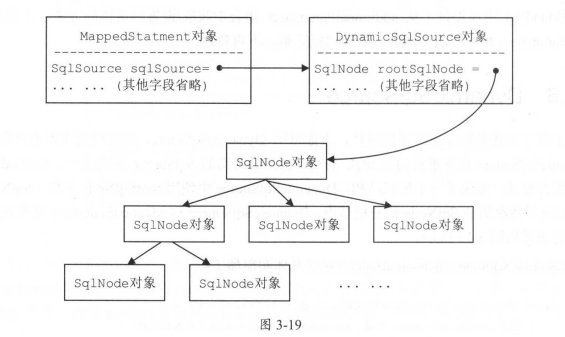 MappedStatment对象
SqlSource sqlSource=
... ... (其他字段省略)
DynamicSqlSource对象
SqlNode rootSqlNode =
... ... (其他字段省略)
SqlNode对象
SqlNode对象
SqlNode对象
SqlNode对象
SqlNode对象
SqlNode对象
... ...
图 3-19